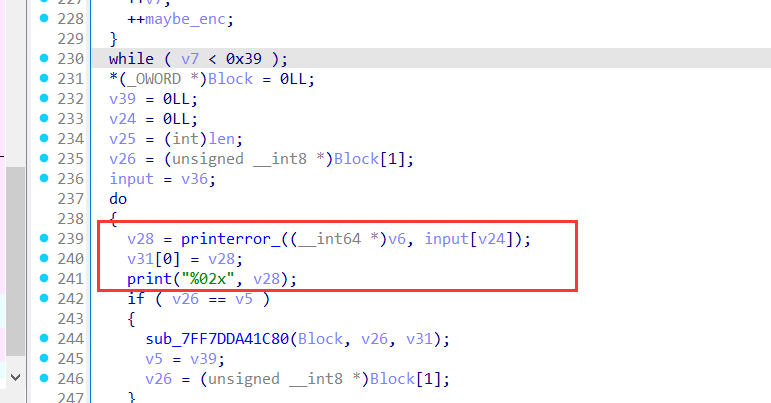 227 ++v7;
228 ++maybe_enc;
229 }
230 while ( v7 < 0x39 );
231 *(_OWORD *)Block = 0LL;
232 v39 = 0LL;
233 v24 = 0LL;
234 v25 = (int)len;
235 v26 = (unsigned __int8 *)Block[1];
236 input = v36;
237 do
238 {
239 v28 = printerror_((__int64 *)v6, input[v24]);
240 v31[0] = v28;
241 print("%02x", v28);
242 if ( v26 == v5 )
243 {
244 sub_7FF7DDA41C80(Block, v26, v31);
245 v5 = v39;
246 v26 = (unsigned __int8 *)Block[1];
247 }